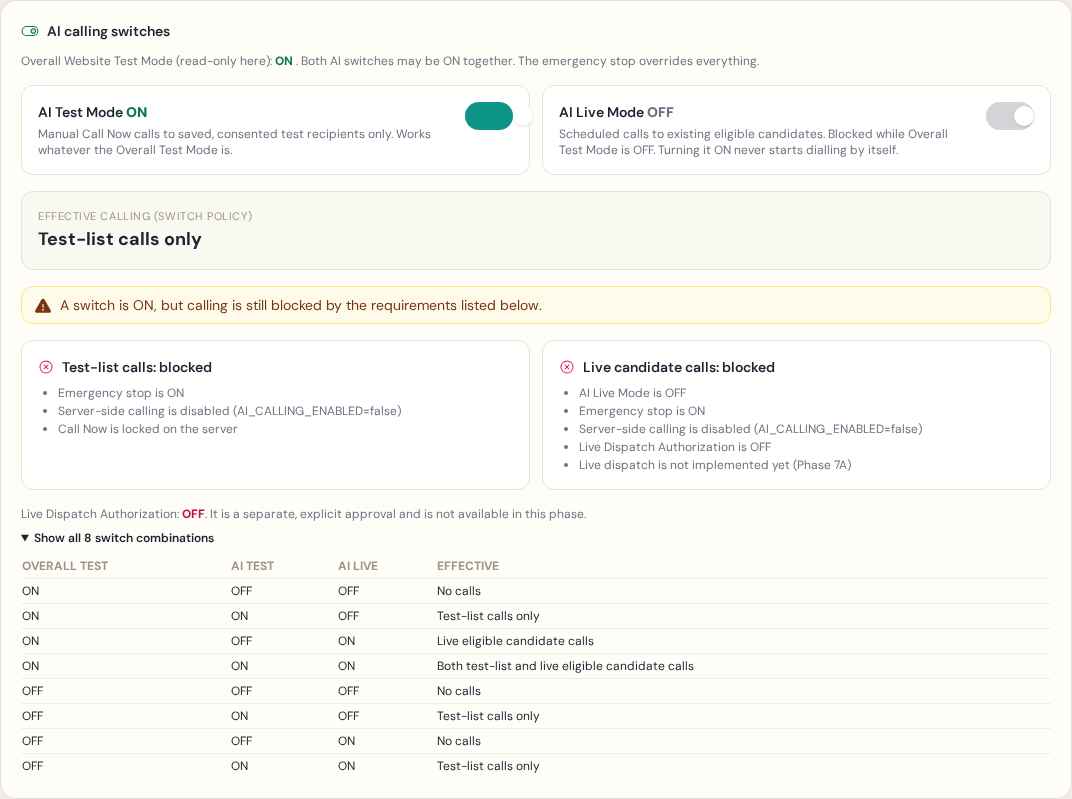 AI calling switches
Overall Website Test Mode (read-only here): ON . Both AI switches may be ON together. The emergency stop overrides everything.
AI Test Mode ON
Manual Call Now calls to saved, consented test recipients only. Works
whatever the Overall Test Mode is.
AI Live Mode OFF
Scheduled calls to existing eligible candidates. Blocked while Overall
Test Mode is OFF. Turning it ON never starts dialling by itself.
EFFECTIVE CALLING (SWITCH POLICY)
Test-list calls only
A switch is ON, but calling is still blocked by the requirements listed below.
Test-list calls: blocked
• Emergency stop is ON
• Server-side calling is disabled (AI_CALLING_ENABLED=false)
• Call Now is locked on the server
Live candidate calls: blocked
• AI Live Mode is OFF
• Emergency stop is ON
• Server-side calling is disabled (AI_CALLING_ENABLED=false)
• Live Dispatch Authorization is OFF
• Live dispatch is not implemented yet (Phase 7A)
Live Dispatch Authorization: OFF. It is a separate, explicit approval and is not available in this phase.
▼ Show all 8 switch combinations
OVERALL TEST AI TEST AI LIVE EFFECTIVE
ON OFF OFF No calls
ON ON OFF Test-list calls only
ON OFF ON Live eligible candidate calls
ON ON ON Both test-list and live eligible candidate calls
OFF OFF OFF No calls
OFF ON OFF Test-list calls only
OFF OFF ON No calls
OFF ON ON Test-list calls only